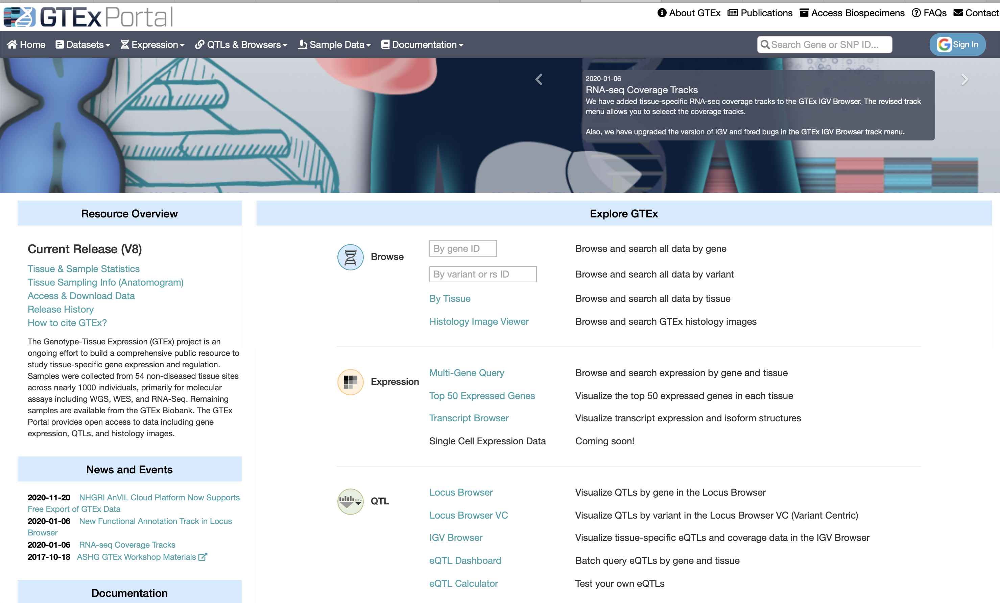 GTEx Portal
About GTEx Publications Access Biospecimens FAQs Contact
Home Datasets Expression QTLs & Browsers Sample Data Documentation Search Gene or SNP ID... Sign In
2020-01-06
RNA-seq Coverage Tracks
We have added tissue-specific RNA-seq coverage tracks to the GTEx IGV Browser. The revised track
menu allows you to seleect the coverage tracks.
Also, we have upgraded the version of IGV and fixed bugs in the GTEx IGV Browser track menu.
Resource Overview
Current Release (V8)
Tissue & Sample Statistics
Tissue Sampling Info (Anatomogram)
Access & Download Data
Release History
How to cite GTEx?
The Genotype-Tissue Expression (GTEx) project is an
ongoing effort to build a comprehensive public resource to
study tissue-specific gene expression and regulation.
Samples were collected from 54 non-diseased tissue sites
across nearly 1000 individuals, primarily for molecular
assays including WGS, WES, and RNA-Seq. Remaining
samples are available from the GTEx Biobank. The GTEx
Portal provides open access to data including gene
expression, QTLs, and histology images.
News and Events
2020-11-20 NHGRI AnVIL Cloud Platform Now Supports
Free Export of GTEx Data
2020-01-06 New Functional Annotation Track in Locus
Browser
2020-01-06 RNA-seq Coverage Tracks
2017-10-18 ASHG GTEx Workshop Materials
Documentation
Explore GTEx
Browse
By gene ID Browse and search all data by gene
By variant or rs ID Browse and search all data by variant
By Tissue Browse and search all data by tissue
Histology Image Viewer Browse and search GTEx histology images
Expression
Multi-Gene Query Browse and search expression by gene and tissue
Top 50 Expressed Genes Visualize the top 50 expressed genes in each tissue
Transcript Browser Visualize transcript expression and isoform structures
Single Cell Expression Data Coming soon!
QTL
Locus Browser Visualize QTLs by gene in the Locus Browser
Locus Browser VC Visualize QTLs by variant in the Locus Browser VC (Variant Centric)
IGV Browser Visualize tissue-specific eQTLs and coverage data in the IGV Browser
eQTL Dashboard Batch query eQTLs by gene and tissue
eQTL Calculator Test your own eQTLs